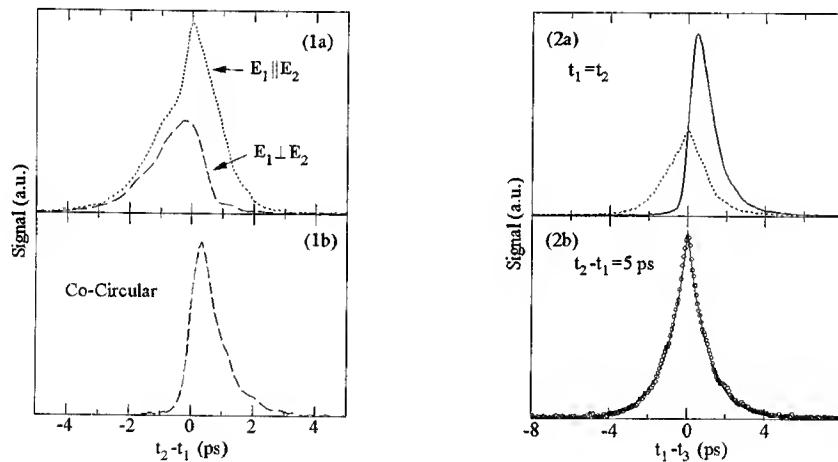 (1a)
E₁||E₂
E₁⊥E₂
Signal (a.u.)
(1b)
Co-Circular
-4 -2 0 2 4
t₂-t₁ (ps)
(2a)
t₁=t₂
Signal (a.u.)
(2b)
t₂-t₁=5 ps
-8 -4 0 4
t₁-t₃ (ps)